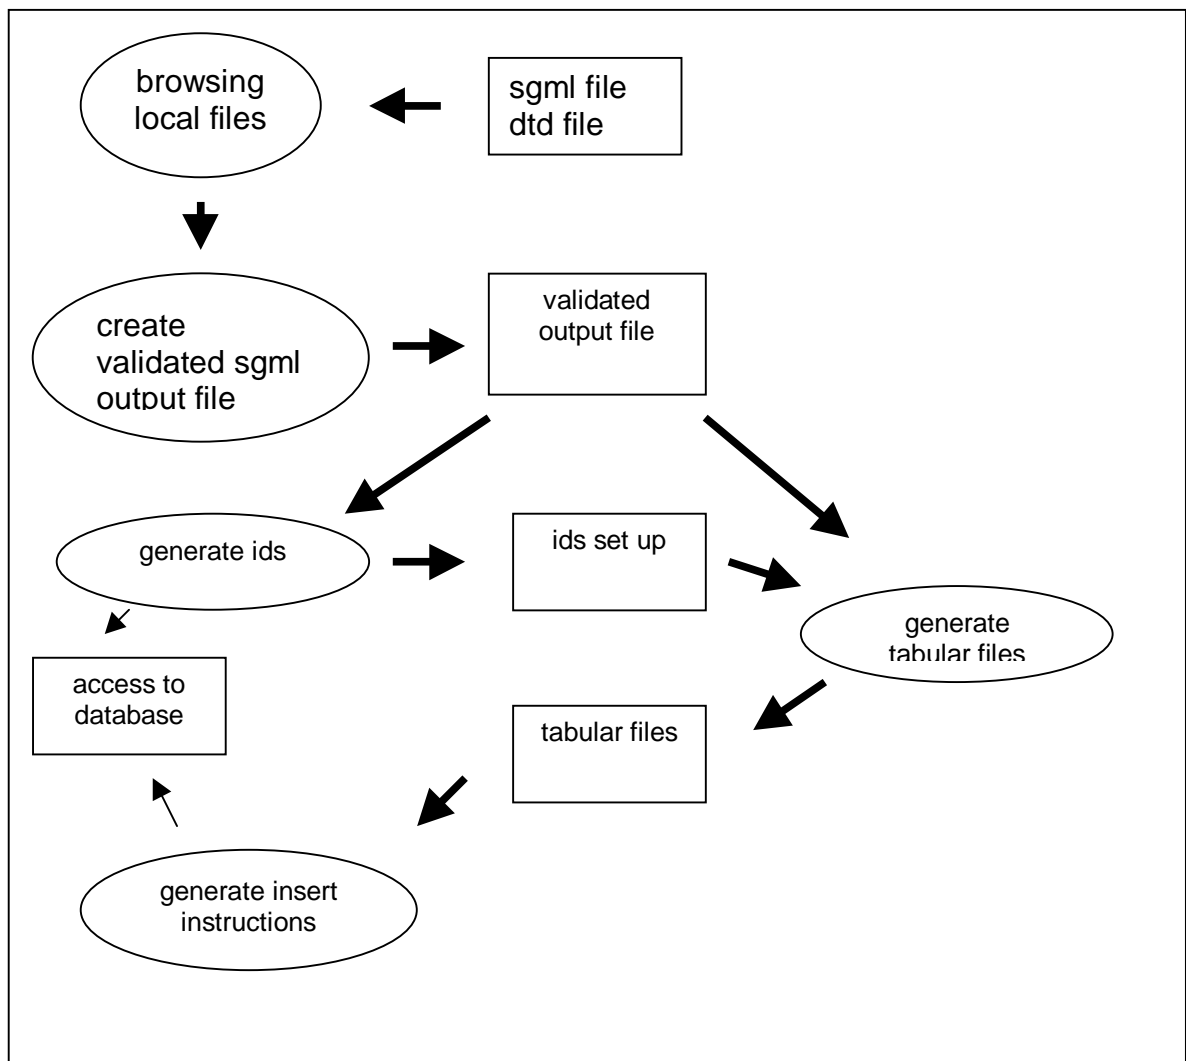 browsing
local files
sgml file
dtd file
create
validated sgml
output file
validated
output file
generate ids
ids set up
generate
tabular files
access to
database
tabular files
generate insert
instructions